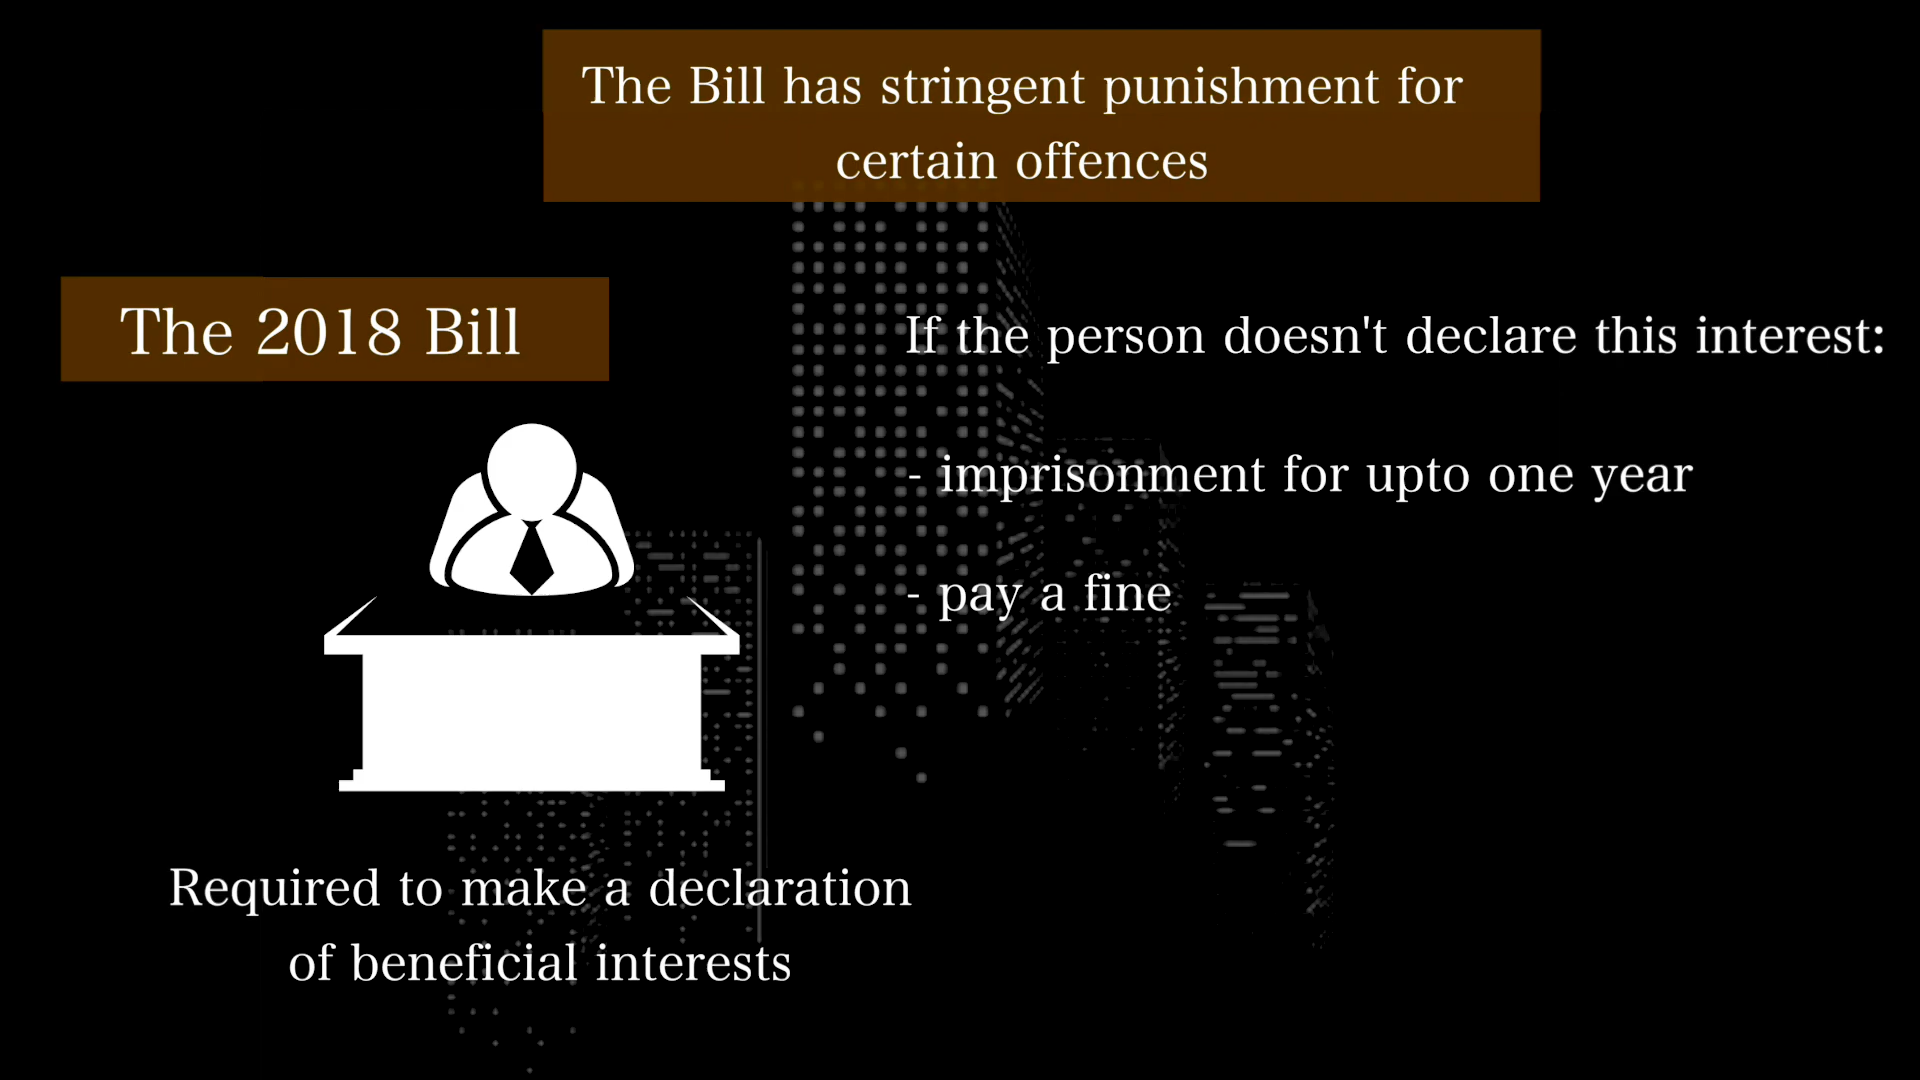 The Bill has stringent punishment for
certain offences
The 2018 Bill
If the person doesn't declare this interest:
- imprisonment for upto one year
- pay a fine
Required to make a declaration
of beneficial interests